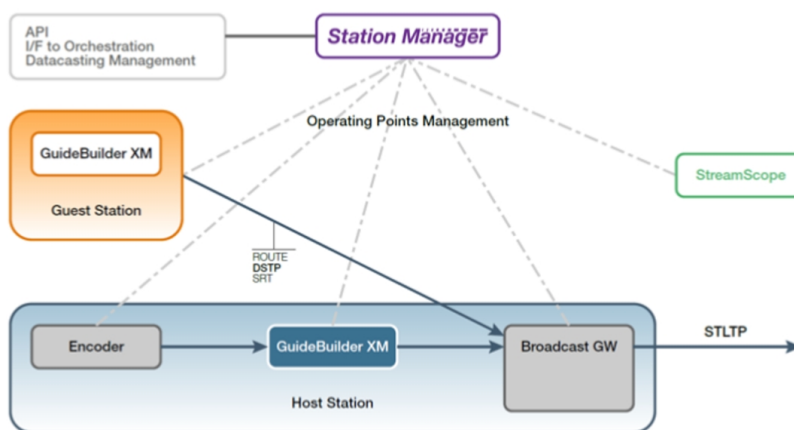 API
I/F to Orchestration
Datacasting Management
Station Manager
Operating Points Management
GuideBuilder XM
Guest Station
StreamScope
ROUTE
DSTP
SRT
Encoder
GuideBuilder XM
Broadcast GW
STLTP
Host Station